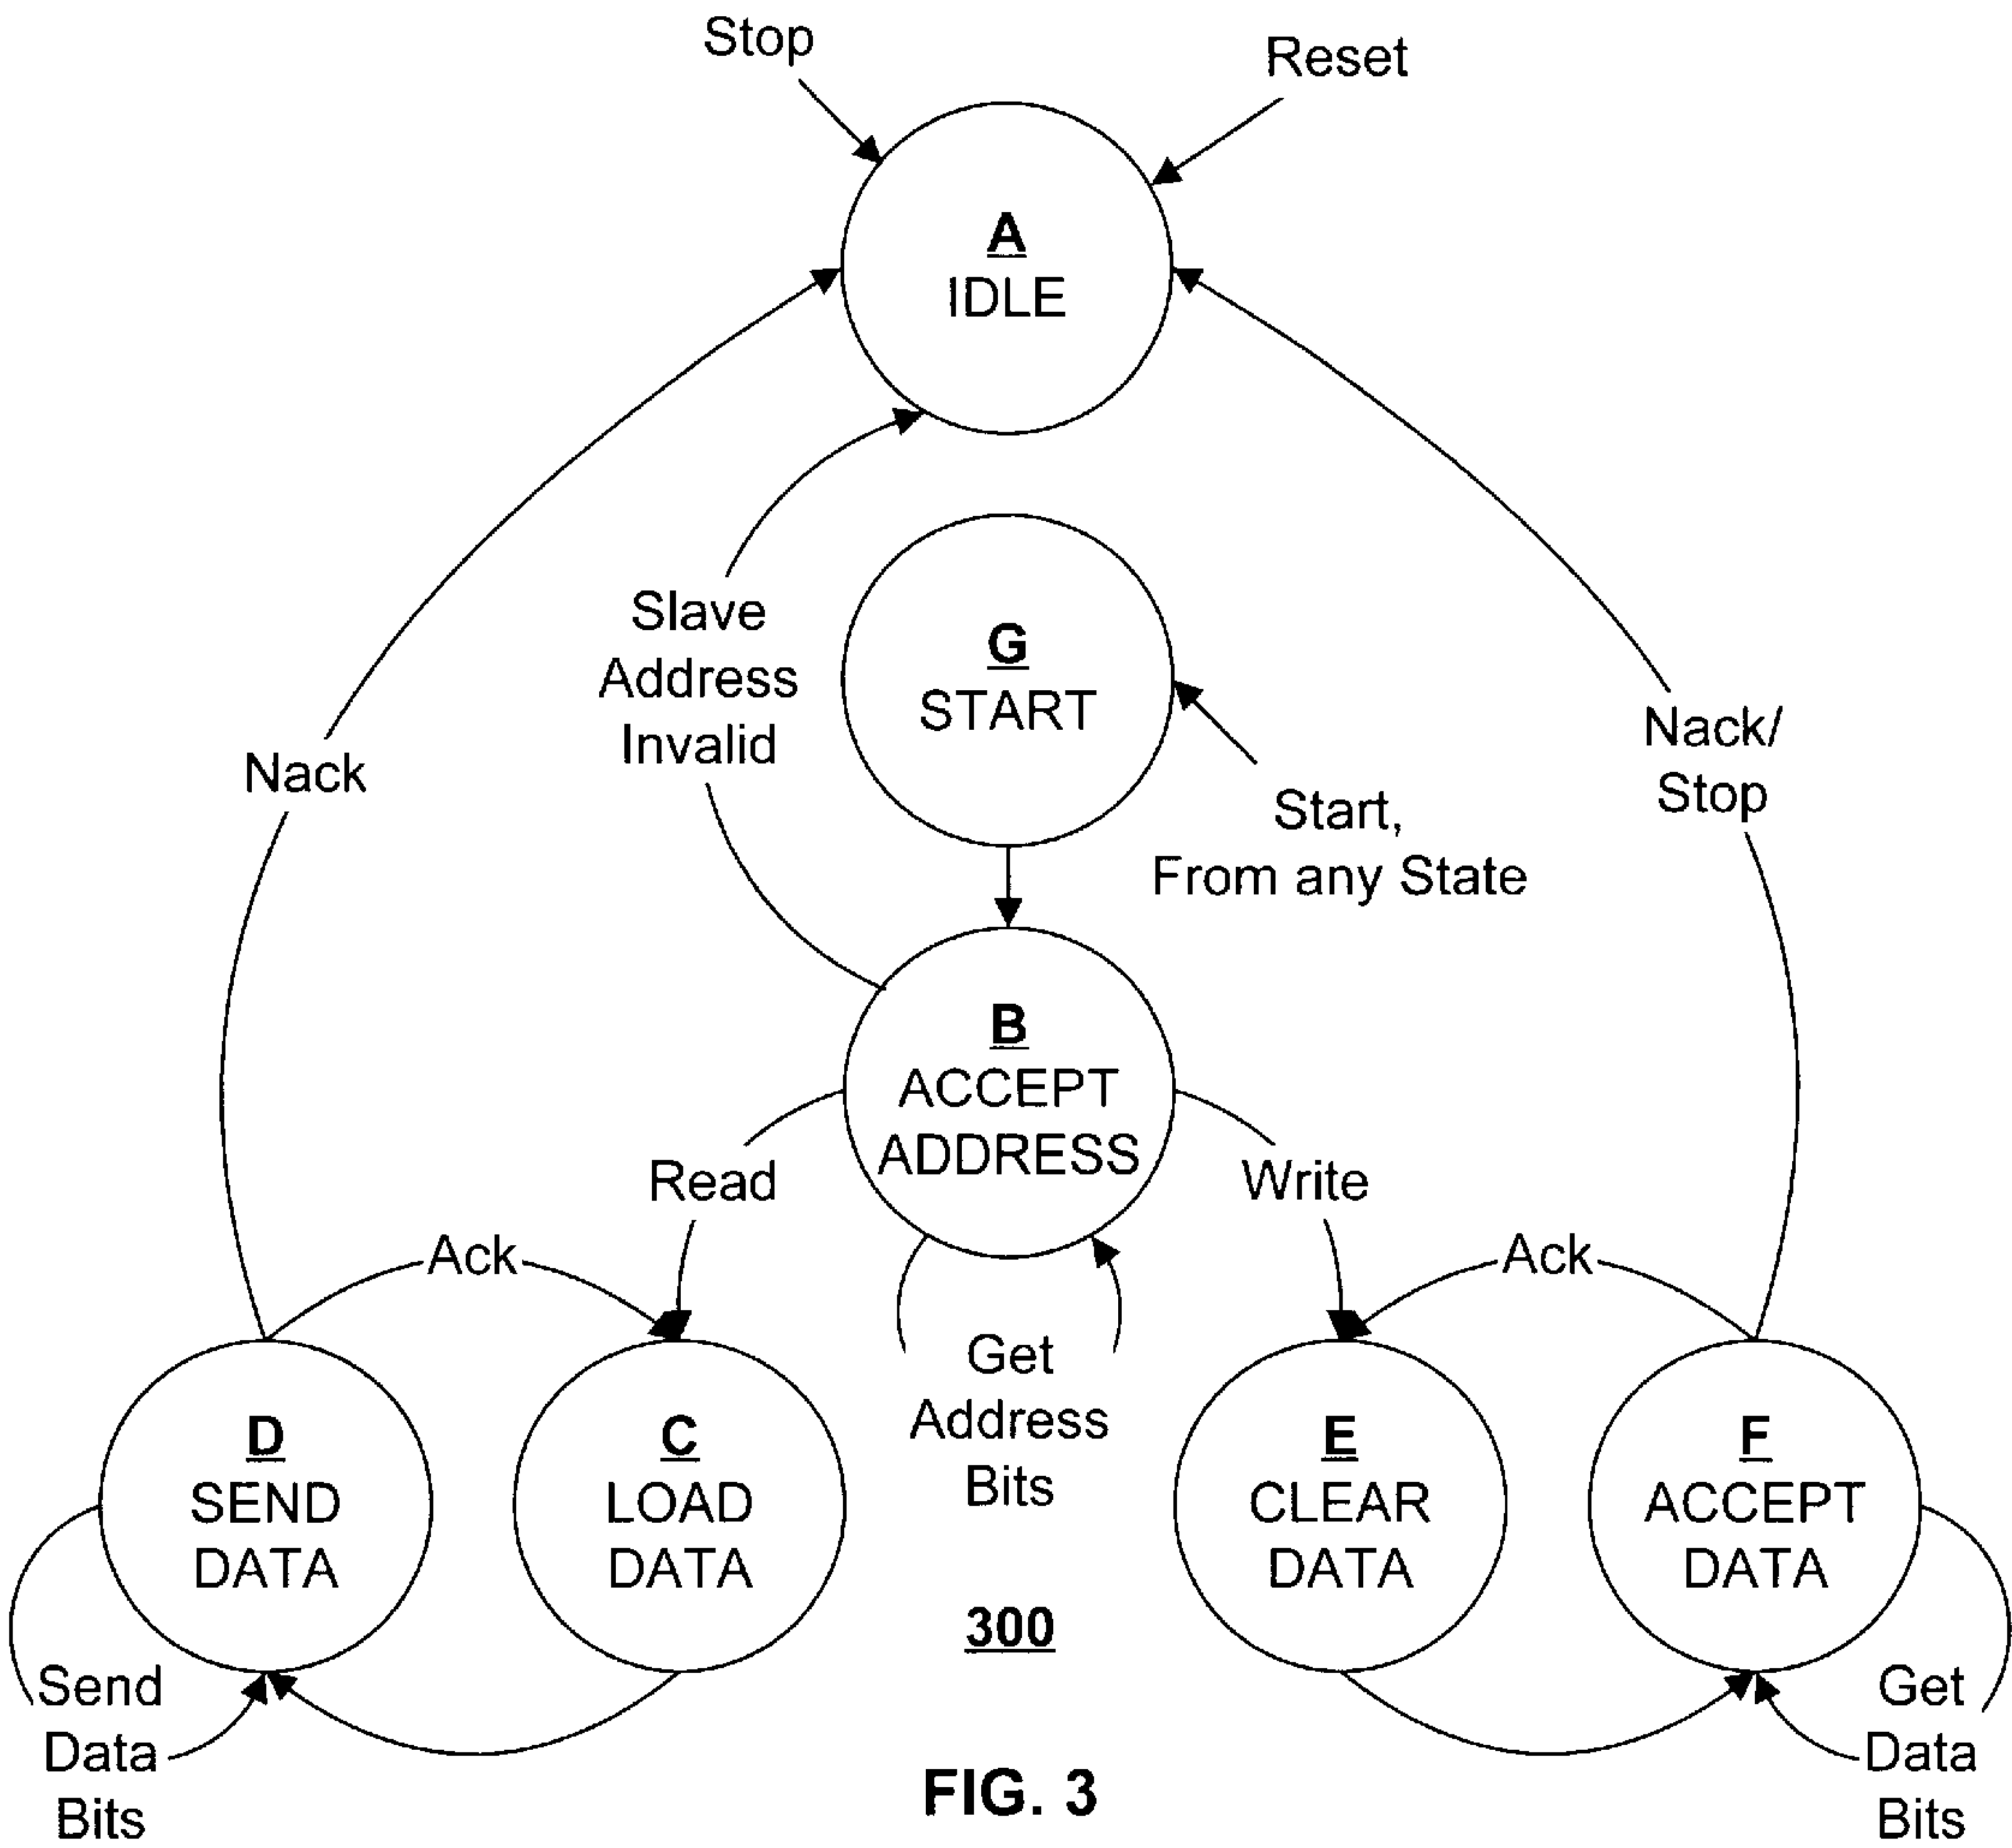 Stop
Reset
A
IDLE
Slave
Address
Invalid
G
START
Nack
Nack/
Stop
Start,
From any State
B
ACCEPT
ADDRESS
Read
Write
Ack
Ack
Get
Address
Bits
D
SEND
DATA
C
LOAD
DATA
E
CLEAR
DATA
F
ACCEPT
DATA
300
Send
Data
Bits
Get
Data
Bits
FIG. 3